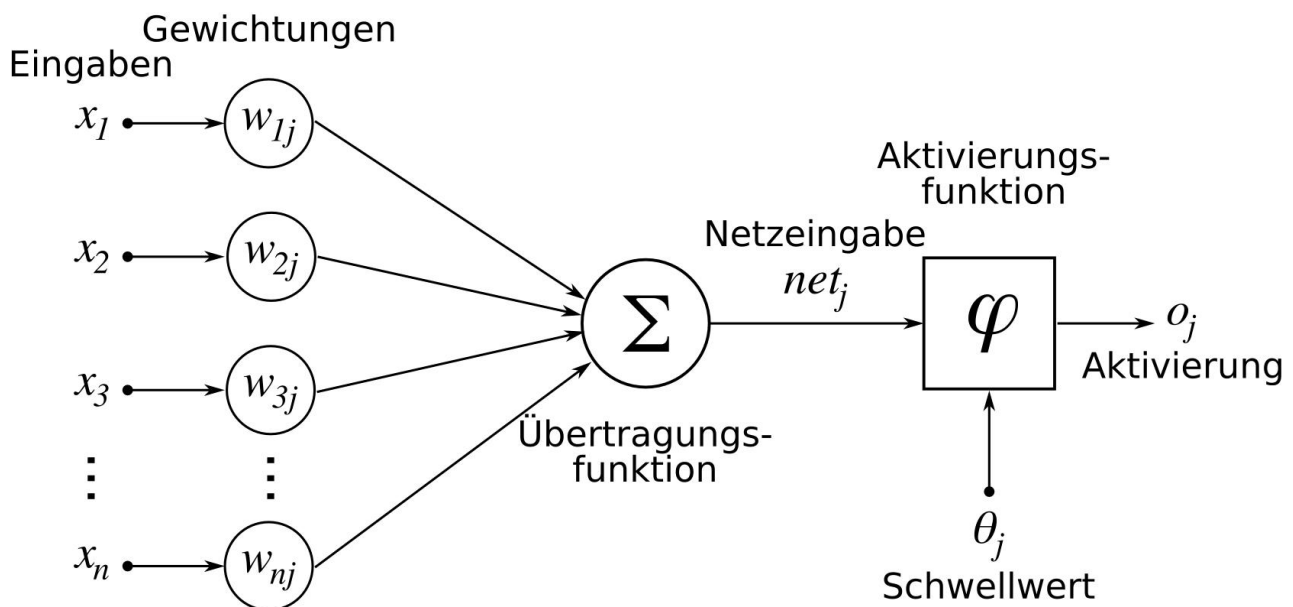 Gewichtungen
Eingaben
x1
w1j
x2
w2j
x3
w3j
⋮
⋮
xn
wnj
Σ
Übertragungs-
funktion
Netzeingabe
netj
Aktivierungs-
funktion
φ
oj
Aktivierung
θj
Schwellwert